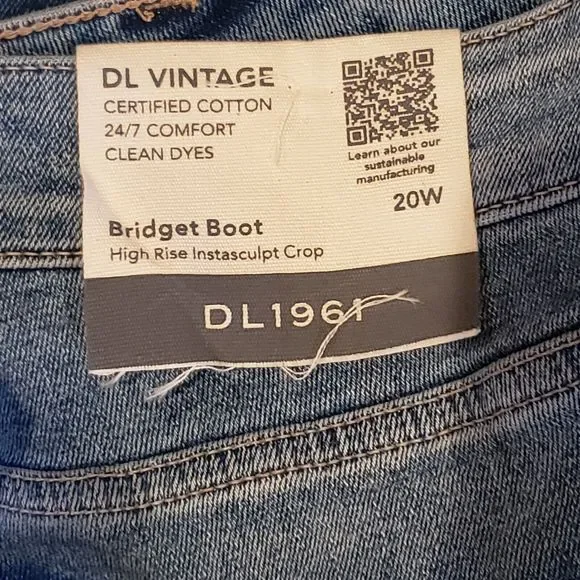 DL VINTAGE
CERTIFIED COTTON
24/7 COMFORT
CLEAN DYES
Learn about our
sustainable
manufacturing
20W
Bridget Boot
High Rise Instasculpt Crop
DL1961